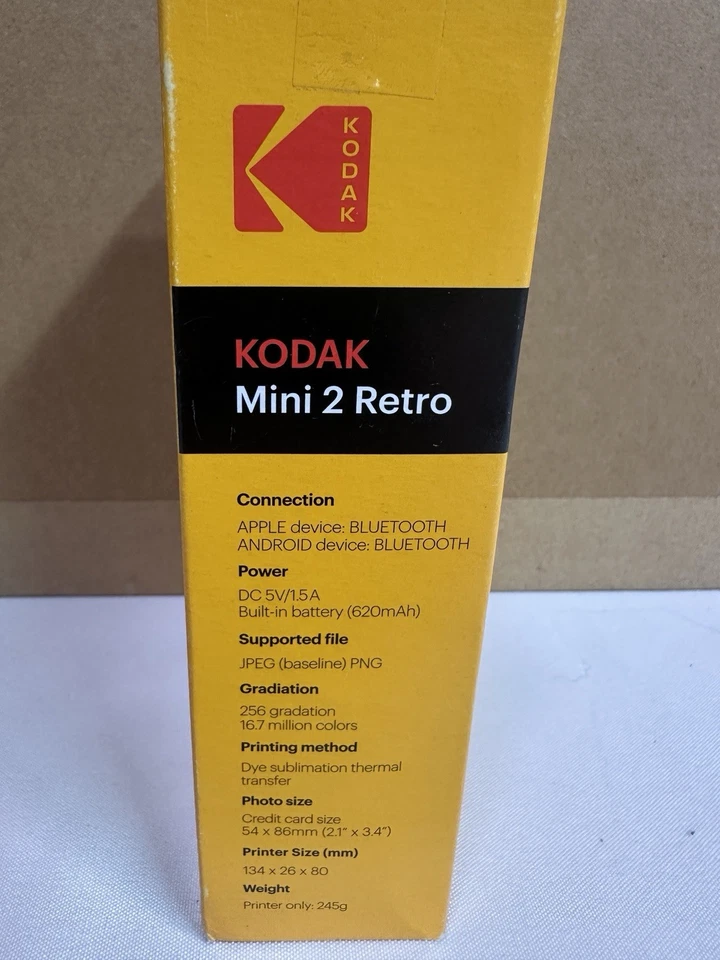 KODAK
KODAK
Mini 2 Retro
Connection
APPLE device: BLUETOOTH
ANDROID device: BLUETOOTH
Power
DC 5V/1.5A
Built-in battery (620mAh)
Supported file
JPEG (baseline) PNG
Gradiation
256 gradation
16.7 million colors
Printing method
Dye sublimation thermal
transfer
Photo size
Credit card size
54 x 86mm (2.1" x 3.4")
Printer Size (mm)
134 x 26 x 80
Weight
Printer only: 245g